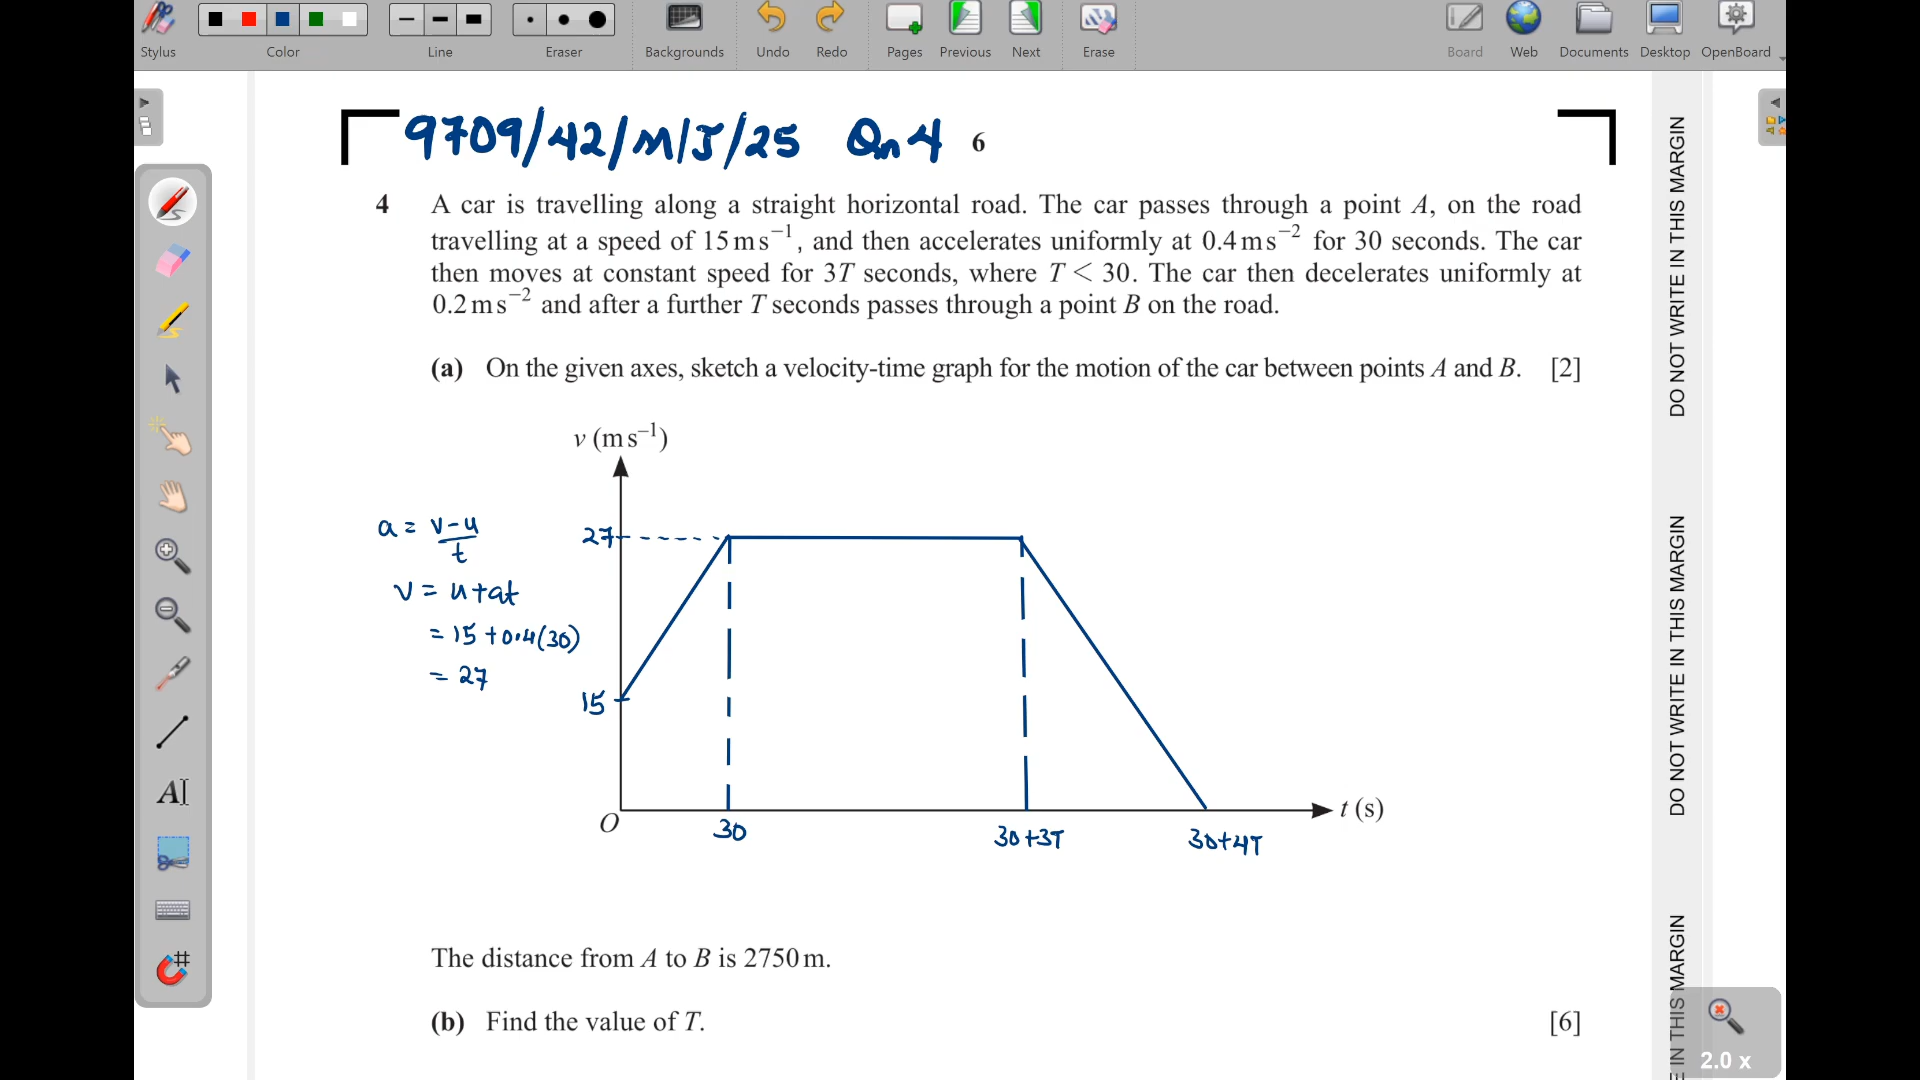 Stylus Color Line Eraser Backgrounds Undo Redo Pages Previous Next Erase Board Web Documents Desktop OpenBoard
9709/42/M/J/25 Qn 4 6
4 A car is travelling along a straight horizontal road. The car passes through a point A, on the road
travelling at a speed of 15 m s⁻¹, and then accelerates uniformly at 0.4 m s⁻² for 30 seconds. The car
then moves at constant speed for 3T seconds, where T < 30. The car then decelerates uniformly at
0.2 m s⁻² and after a further T seconds passes through a point B on the road.
(a) On the given axes, sketch a velocity-time graph for the motion of the car between points A and B. [2]
v (m s⁻¹)
a = v-u/t
v = u+at
= 15 + 0.4(30)
= 27
27
15
O
30
30+3T
30+4T
t (s)
The distance from A to B is 2750 m.
(b) Find the value of T. [6]
DO NOT WRITE IN THIS MARGIN
DO NOT WRITE IN THIS MARGIN
E IN THIS MARGIN
AI
2.0 x